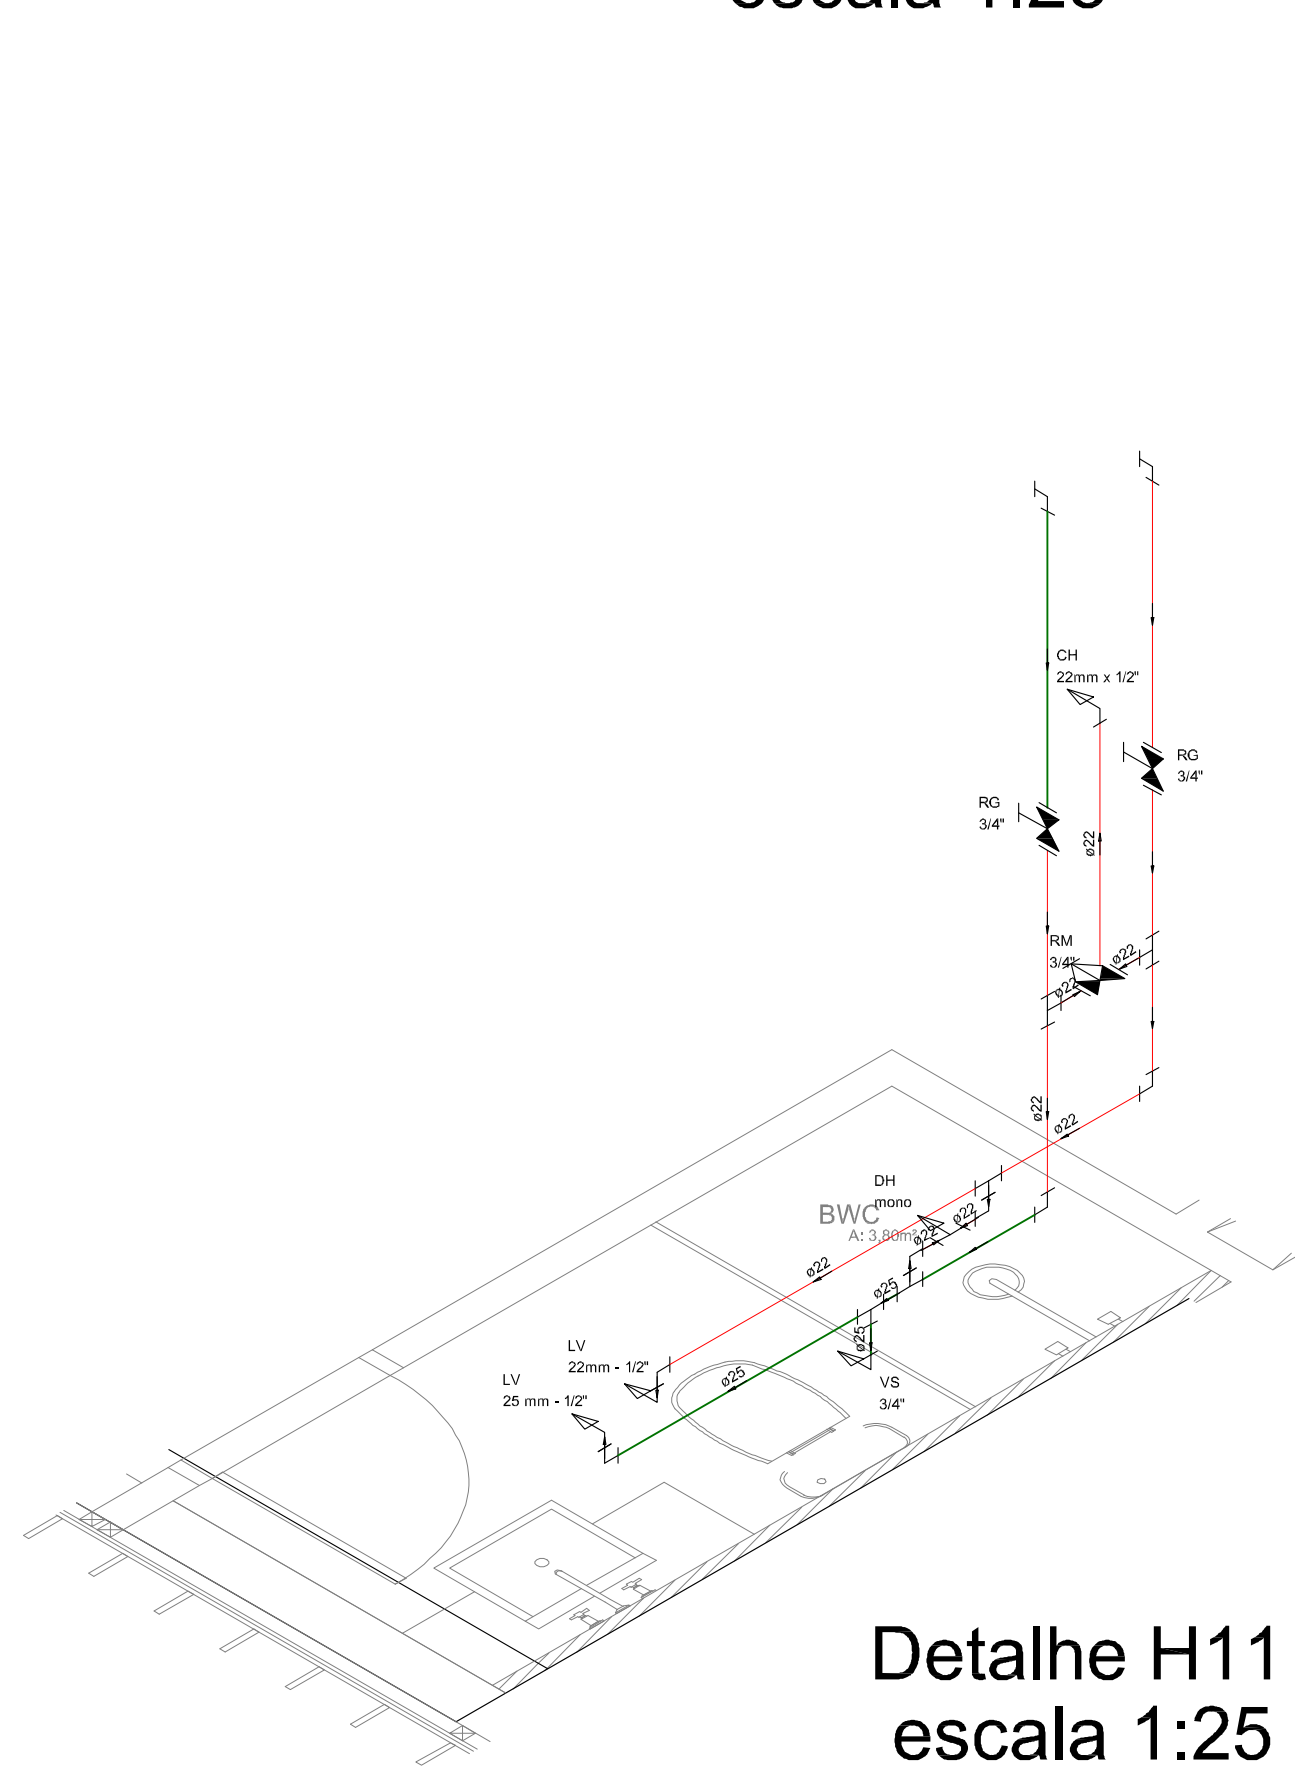 CH
22mm x 1/2"
RG
3/4"
RG
3/4"
ø22
RM
3/4"
ø22
ø22
ø22
ø22
DH
mono
BWC
A: 3,80m²
ø22
ø22
ø22
ø25
ø25
LV
22mm - 1/2"
ø25
LV
25 mm - 1/2"
VS
3/4"
Detalhe H11
escala 1:25